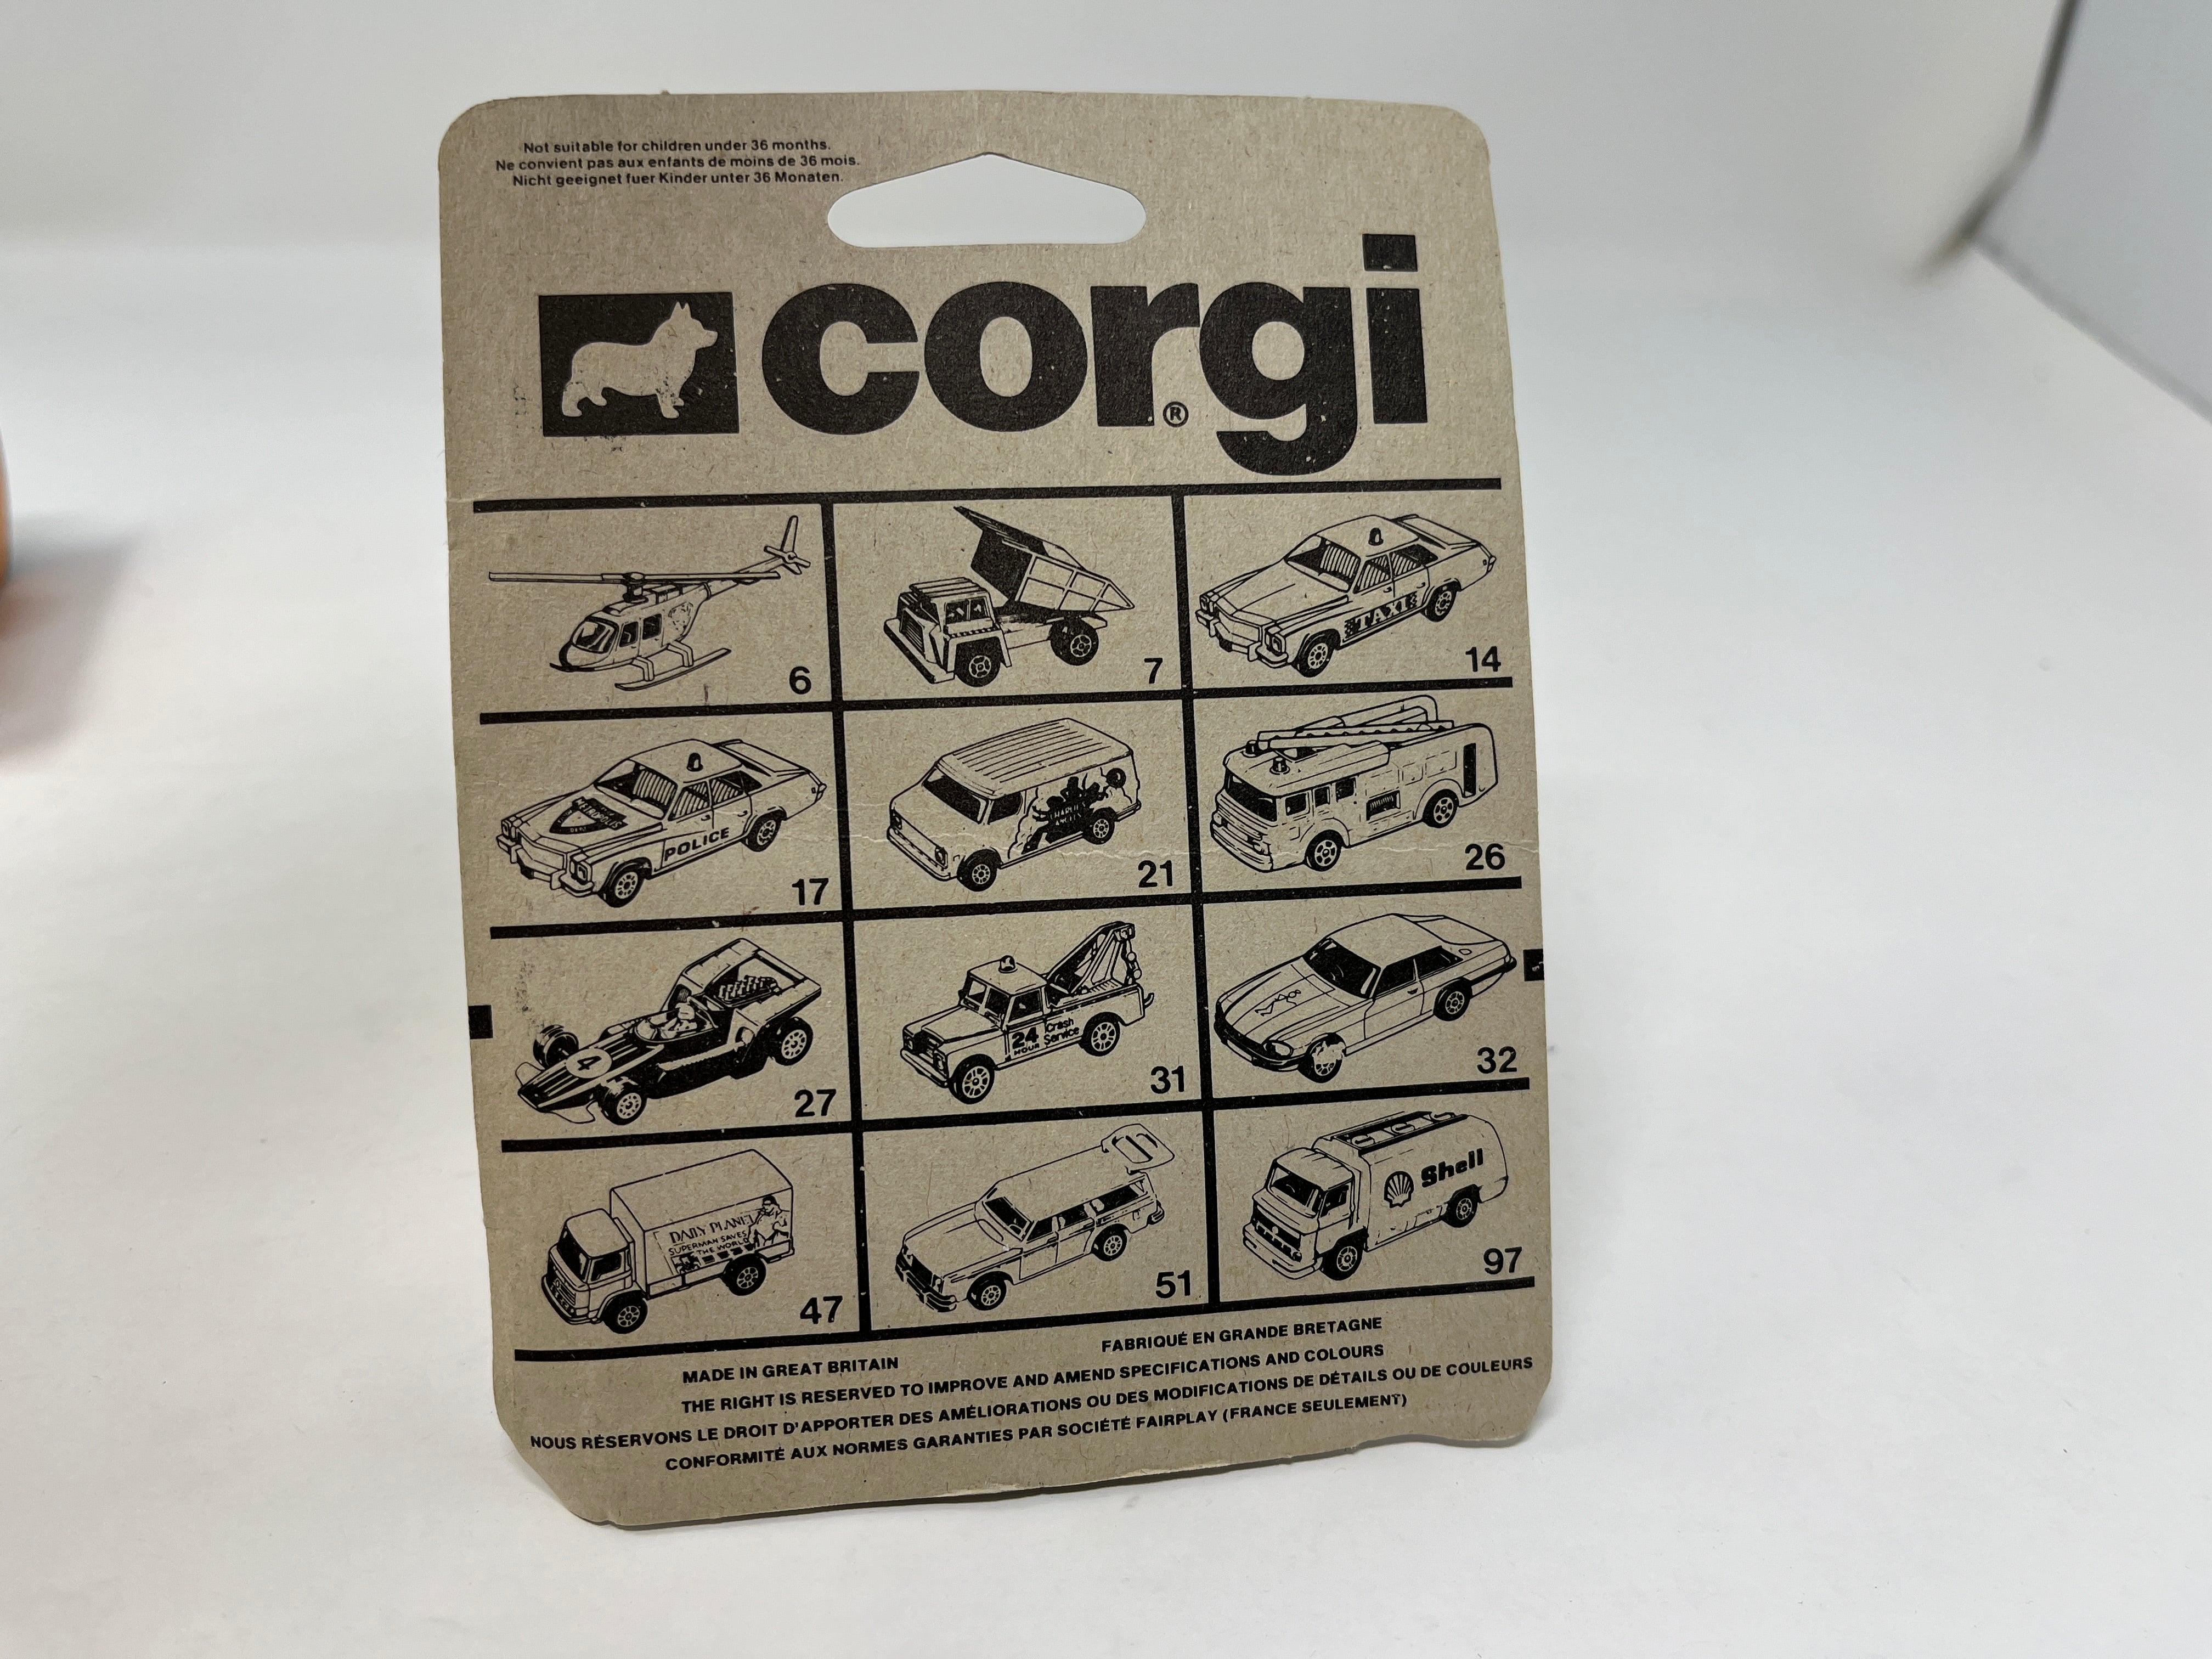 Not suitable for children under 36 months.
Ne convient pas aux enfants de moins de 36 mois.
Nicht geeignet fuer Kinder unter 36 Monaten.
corgi
®
6
7
TAXI
14
POLICE
17
CHARLIE'S
ANGELS
21
26
4
27
24
HOUR
Crash
Service
31
32
DAILY PLANET
SUPERMAN SAVES
THE WORLD
47
51
Shell
97
MADE IN GREAT BRITAIN
FABRIQUÉ EN GRANDE BRETAGNE
THE RIGHT IS RESERVED TO IMPROVE AND AMEND SPECIFICATIONS AND COLOURS
NOUS RÉSERVONS LE DROIT D'APPORTER DES AMÉLIORATIONS OU DES MODIFICATIONS DE DÉTAILS OU DE COULEURS
CONFORMITÉ AUX NORMES GARANTIES PAR SOCIÉTÉ FAIRPLAY (FRANCE SEULEMENT)